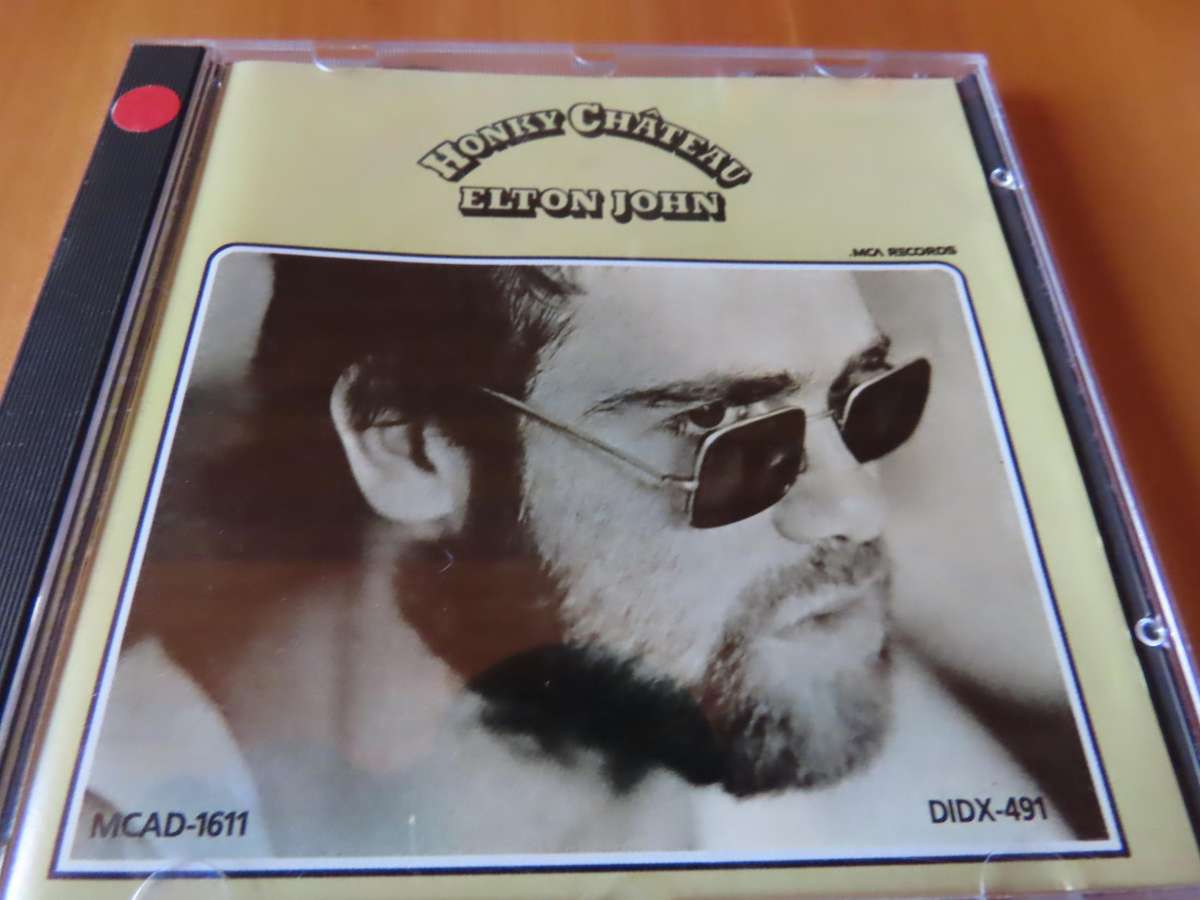 HONKY CHÂTEAU
ELTON JOHN
MCA RECORDS
MCAD-1611
DIDX-491